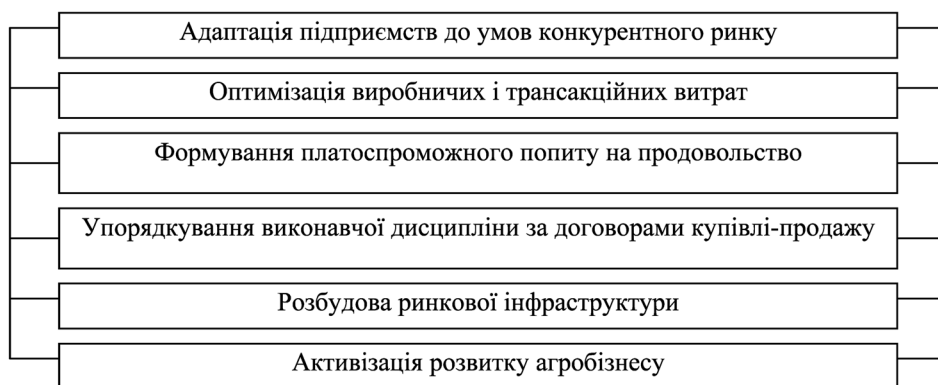 Адаптація підприємств до умов конкурентного ринку
Оптимізація виробничих і трансакційних витрат
Формування платоспроможного попиту на продовольство
Упорядкування виконавчої дисципліни за договорами купівлі-продажу
Розбудова ринкової інфраструктури
Активізація розвитку агробізнесу